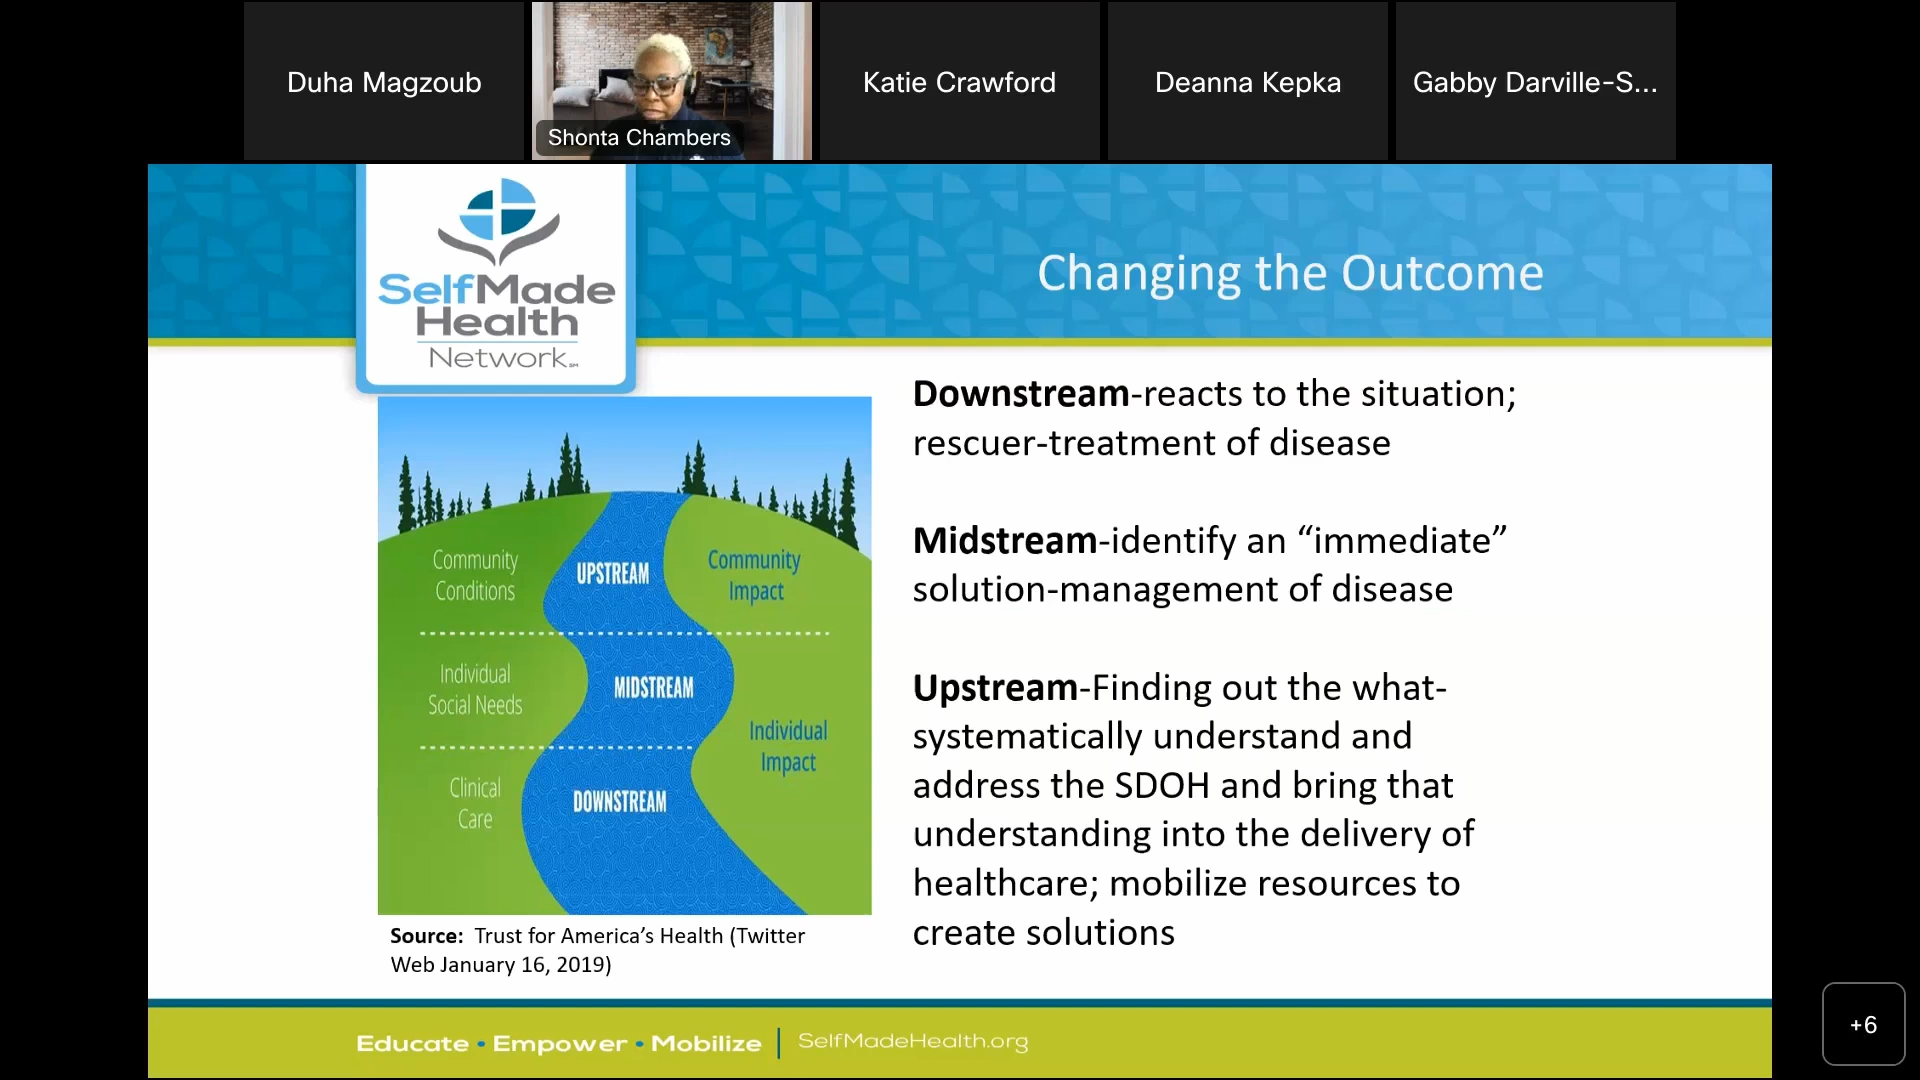 Duha Magzoub
Shonta Chambers
Katie Crawford
Deanna Kepka
Gabby Darville-S...
SelfMade
Health
Network℠
Changing the Outcome
Community
Conditions
UPSTREAM
Community
Impact
Individual
Social Needs
MIDSTREAM
Individual
Impact
Clinical
Care
DOWNSTREAM
Source: Trust for America’s Health (Twitter
Web January 16, 2019)
Downstream-reacts to the situation;
rescuer-treatment of disease
Midstream-identify an “immediate”
solution-management of disease
Upstream-Finding out the what-
systematically understand and
address the SDOH and bring that
understanding into the delivery of
healthcare; mobilize resources to
create solutions
Educate • Empower • Mobilize | SelfMadeHealth.org
+6